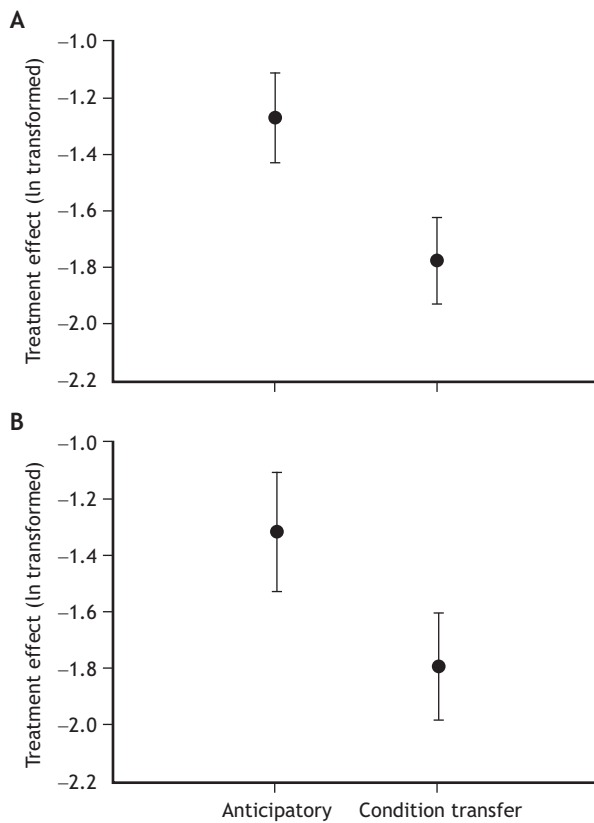 A
Treatment effect (ln transformed)
−1.0
−1.2
−1.4
−1.6
−1.8
−2.0
−2.2
B
Treatment effect (ln transformed)
−1.0
−1.2
−1.4
−1.6
−1.8
−2.0
−2.2
Anticipatory Condition transfer